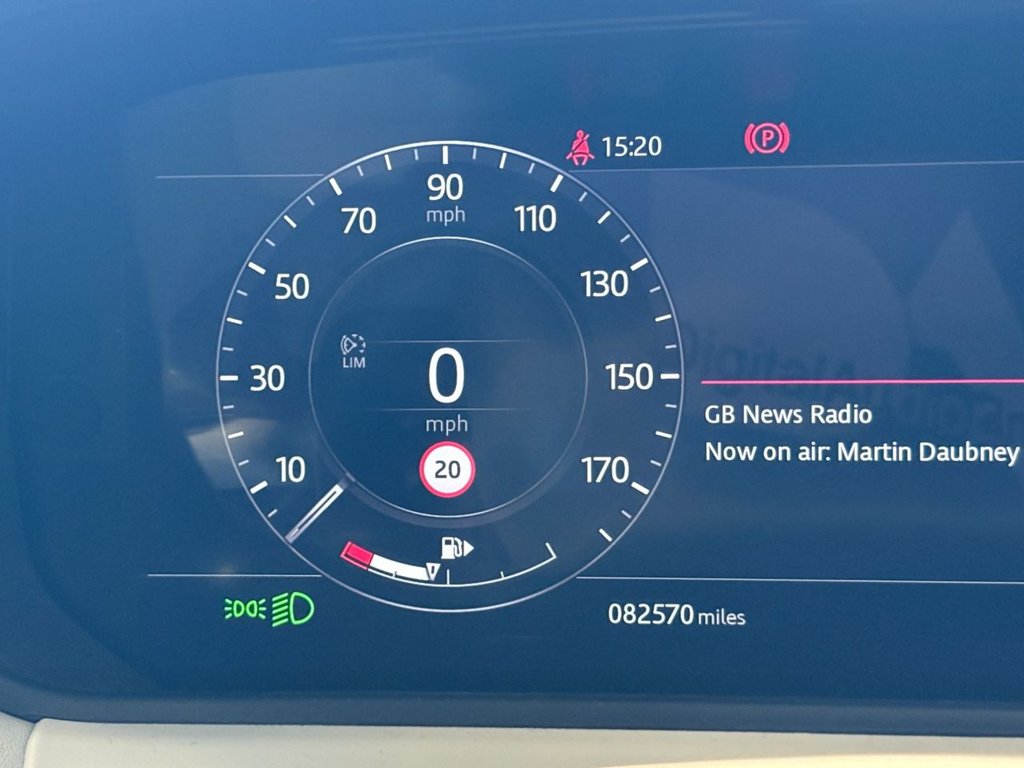 15:20
P
90
mph
70
110
50
130
LIM
0
30
150
GB News Radio
mph
Now on air: Martin Daubney
20
10
170
082570 miles